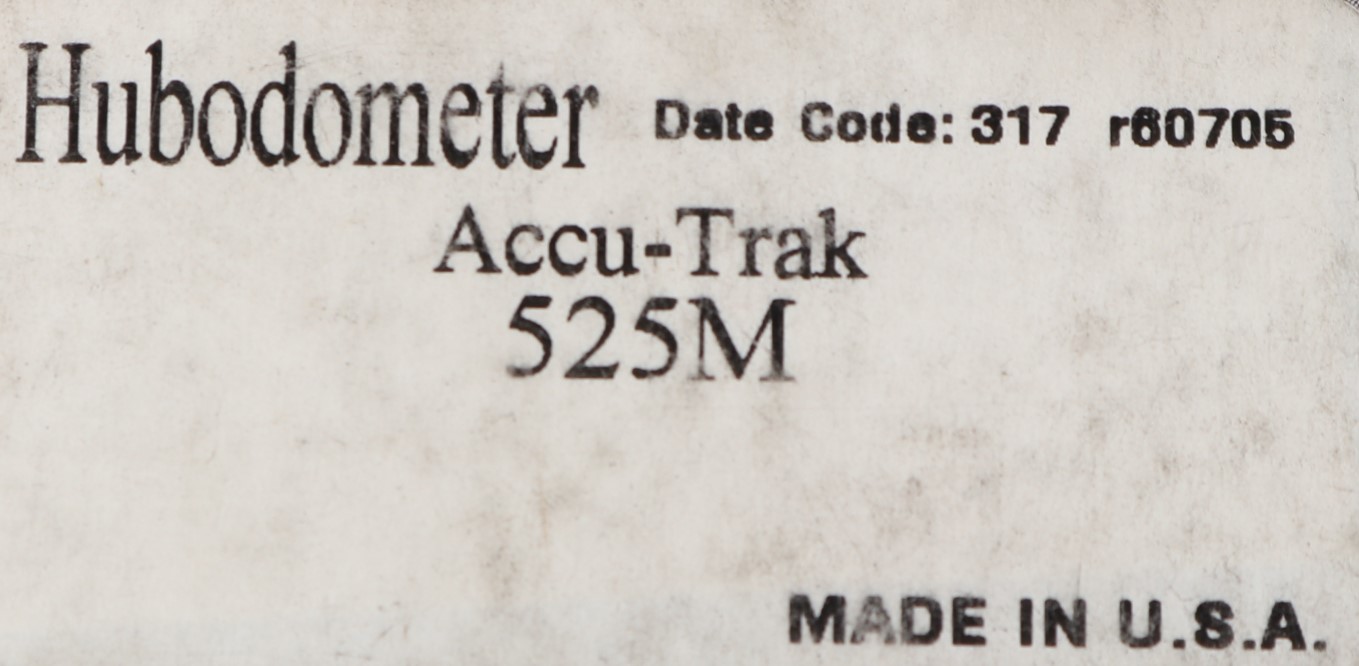 Hubodometer Date Code: 317 r60705
Accu-Trak
525M
MADE IN U.S.A.